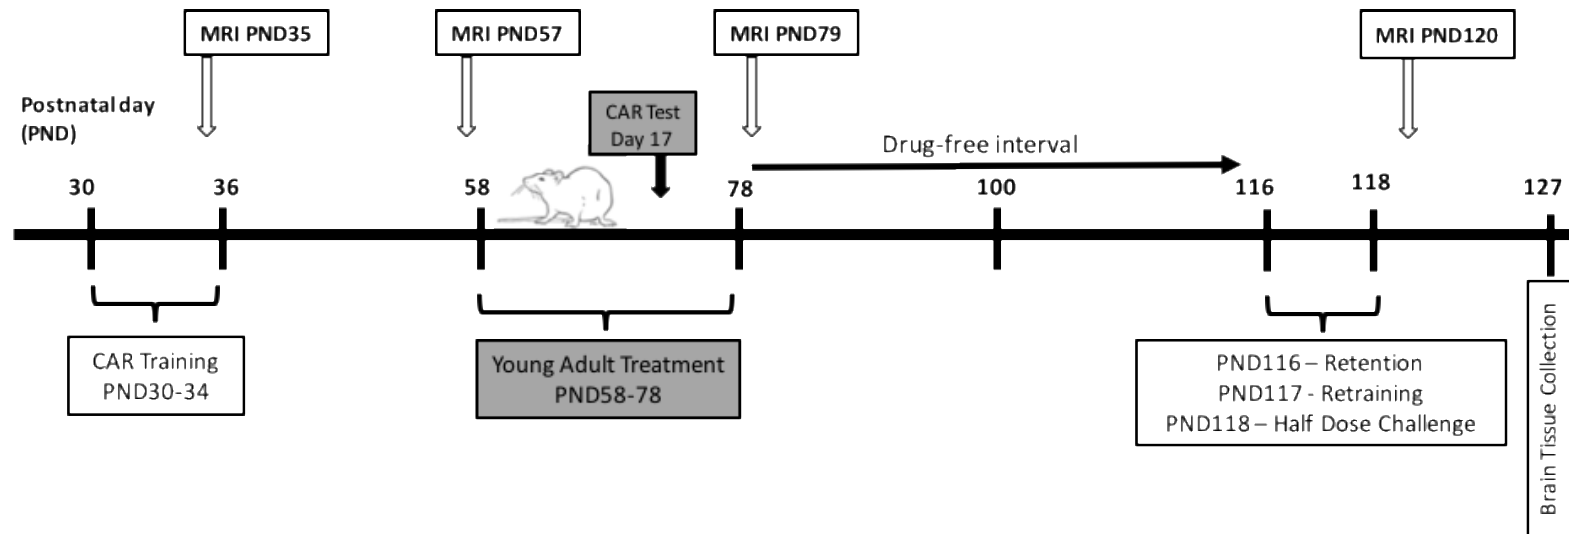 MRI PND35
MRI PND57
MRI PND79
MRI PND120
Postnatal day
(PND)
CAR Test
Day 17
Drug-free interval
30
36
58
78
100
116
118
127
CAR Training
PND30-34
Young Adult Treatment
PND58-78
PND116 – Retention
PND117 - Retraining
PND118 – Half Dose Challenge
Brain Tissue Collection